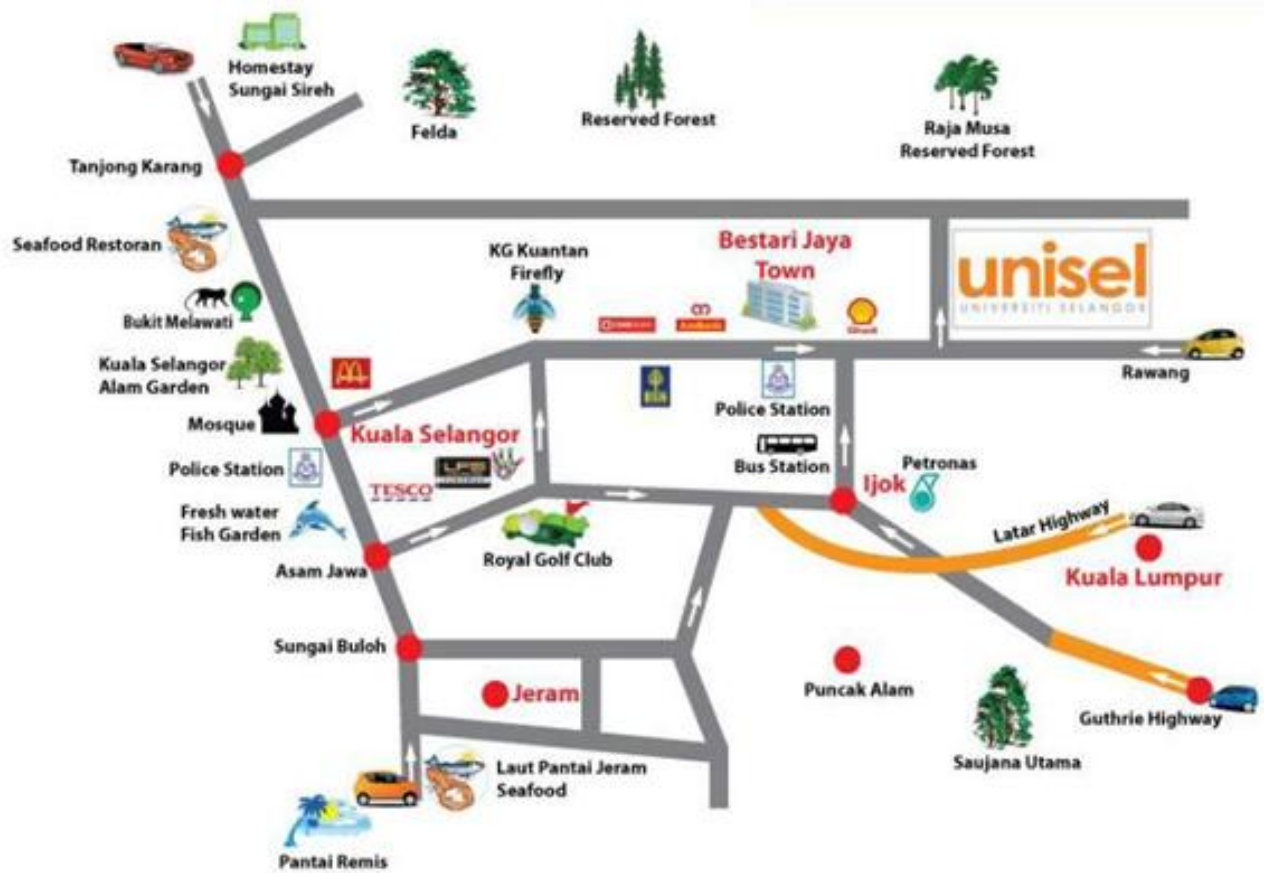 Homestay
Sungai Sireh
Felda
Reserved Forest
Raja Musa
Reserved Forest
Tanjong Karang
Seafood Restoran
KG Kuantan
Firefly
Bestari Jaya
Town
unisel
UNIVERSITI SELANGOR
Bukit Melawati
Kuala Selangor
Alam Garden
Rawang
Police Station
Mosque
Kuala Selangor
Bus Station
Petronas
Ijok
Police Station
TESCO
Fresh water
Fish Garden
Latar Highway
Royal Golf Club
Asam Jawa
Kuala Lumpur
Sungai Buloh
Jeram
Puncak Alam
Guthrie Highway
Saujana Utama
Laut Pantai Jeram
Seafood
Pantai Remis